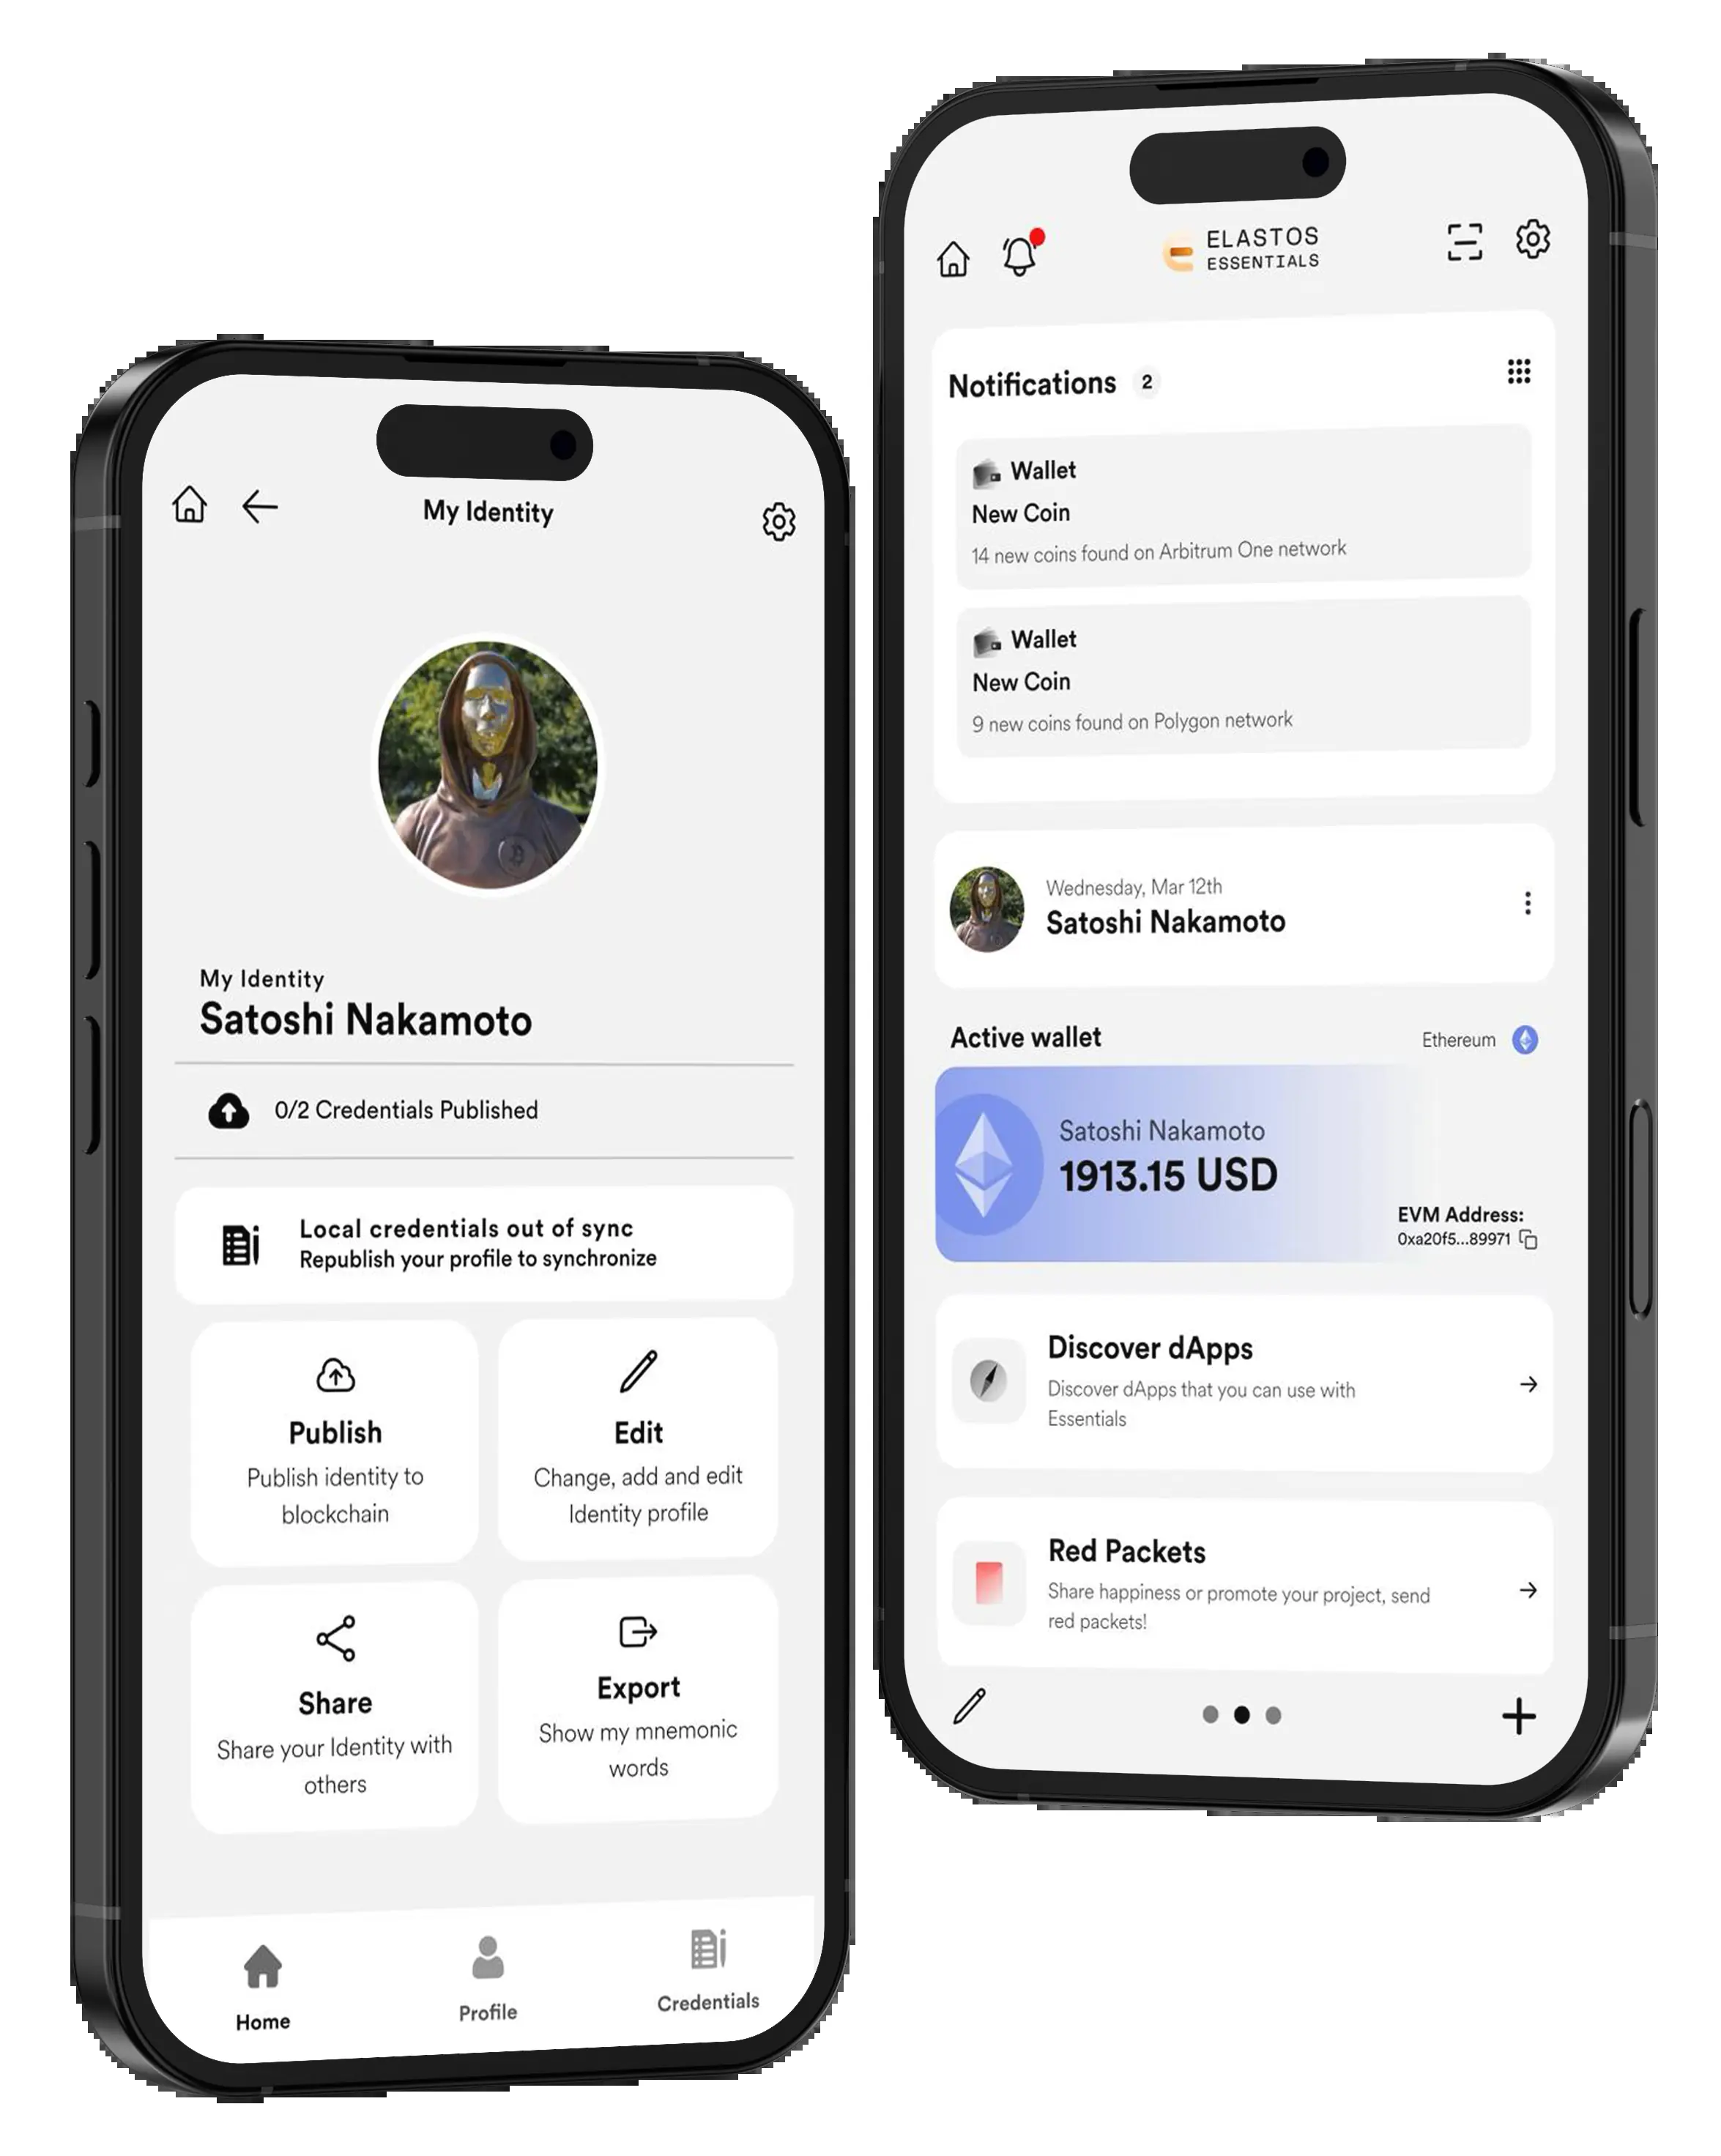 My Identity
My Identity
Satoshi Nakamoto
0/2 Credentials Published
Local credentials out of sync
Republish your profile to synchronize
Publish
Publish identity to
blockchain
Edit
Change, add and edit
Identity profile
Share
Share your Identity with
others
Export
Show my mnemonic
words
Home
Profile
Credentials
ELASTOS
ESSENTIALS
Notifications 2
Wallet
New Coin
14 new coins found on Arbitrum One network
Wallet
New Coin
9 new coins found on Polygon network
Wednesday, Mar 12th
Satoshi Nakamoto
Active wallet
Ethereum
Satoshi Nakamoto
1913.15 USD
EVM Address:
0xa20f5...89971
Discover dApps
Discover dApps that you can use with
Essentials
Red Packets
Share happiness or promote your project, send
red packets!